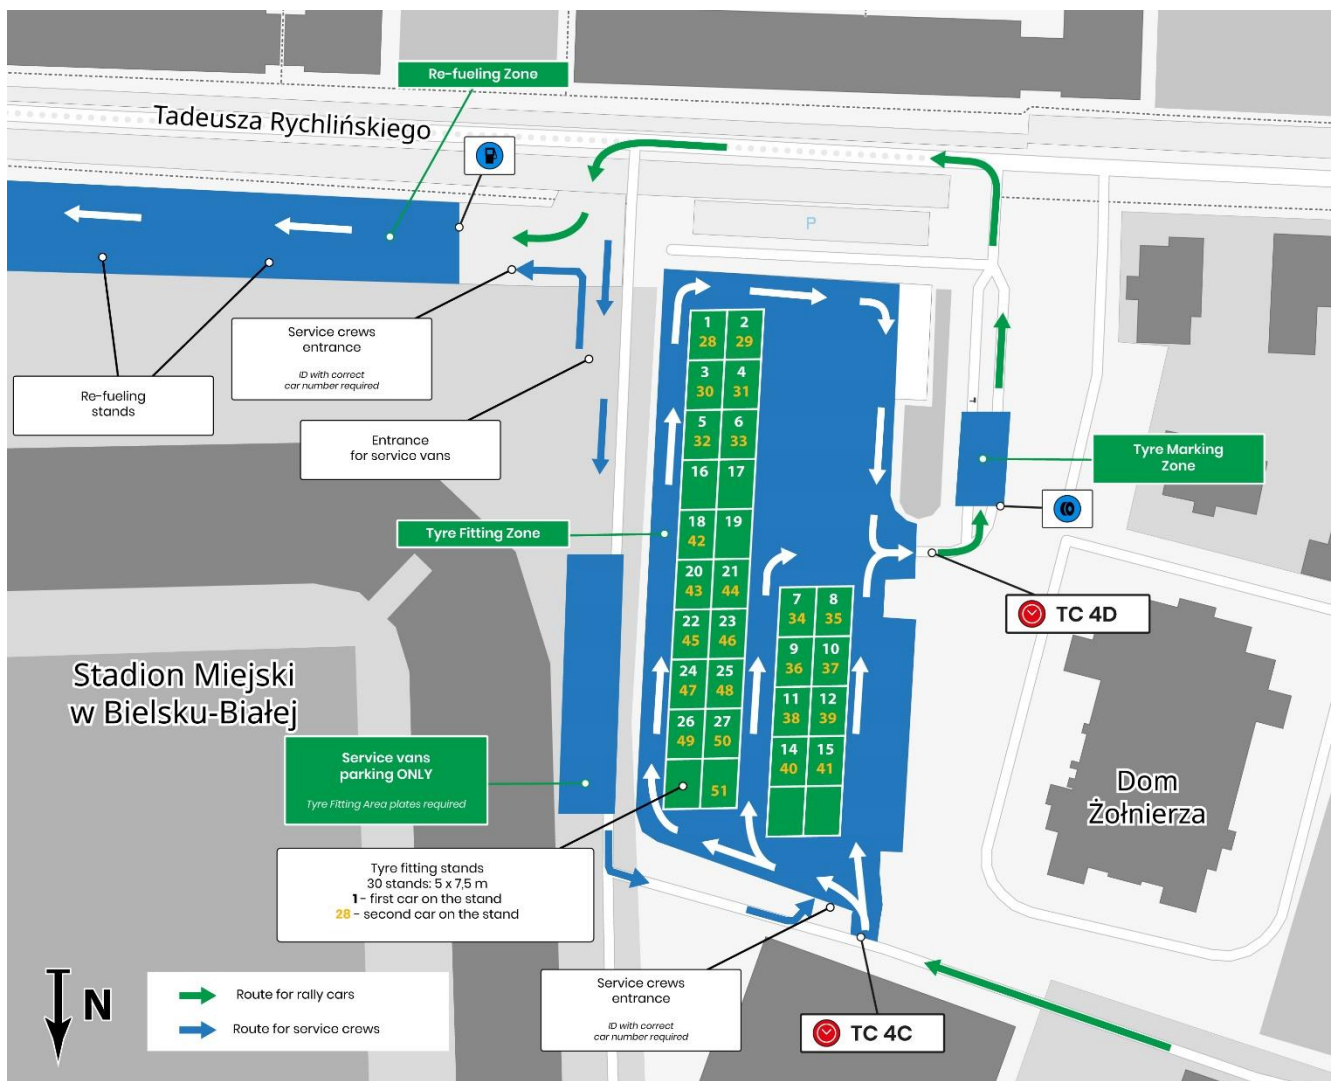 Re-fueling Zone
Tadeusza Rychlińskiego
P
Service crews
entrance
ID with correct
car number required
Re-fueling
stands
Entrance
for service vans
Tyre Marking
Zone
Tyre Fitting Zone
TC 4D
1 2
28 29
3 4
30 31
5 6
32 33
16 17
18 19
42
20 21
43 44
22 23
45 46
24 25
47 48
26 27
49 50
51
7 8
34 35
9 10
36 37
11 12
38 39
14 15
40 41
Stadion Miejski
w Bielsku-Białej
Dom
Żołnierza
Service vans
parking ONLY
Tyre Fitting Area plates required
Tyre fitting stands
30 stands: 5 x 7,5 m
1 - first car on the stand
28 - second car on the stand
Service crews
entrance
ID with correct
car number required
TC 4C
N
Route for rally cars
Route for service crews